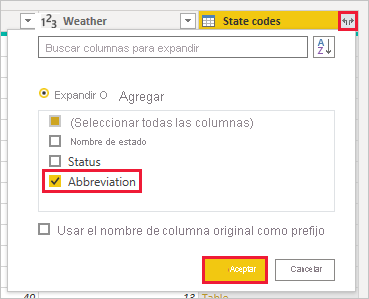 1²3 Weather State codes
Buscar columnas para expandir
Expandir O Agregar
(Seleccionar todas las columnas)
Nombre de estado
Status
Abbreviation
Usar el nombre de columna original como prefijo
Aceptar Cancelar
40 13 Table